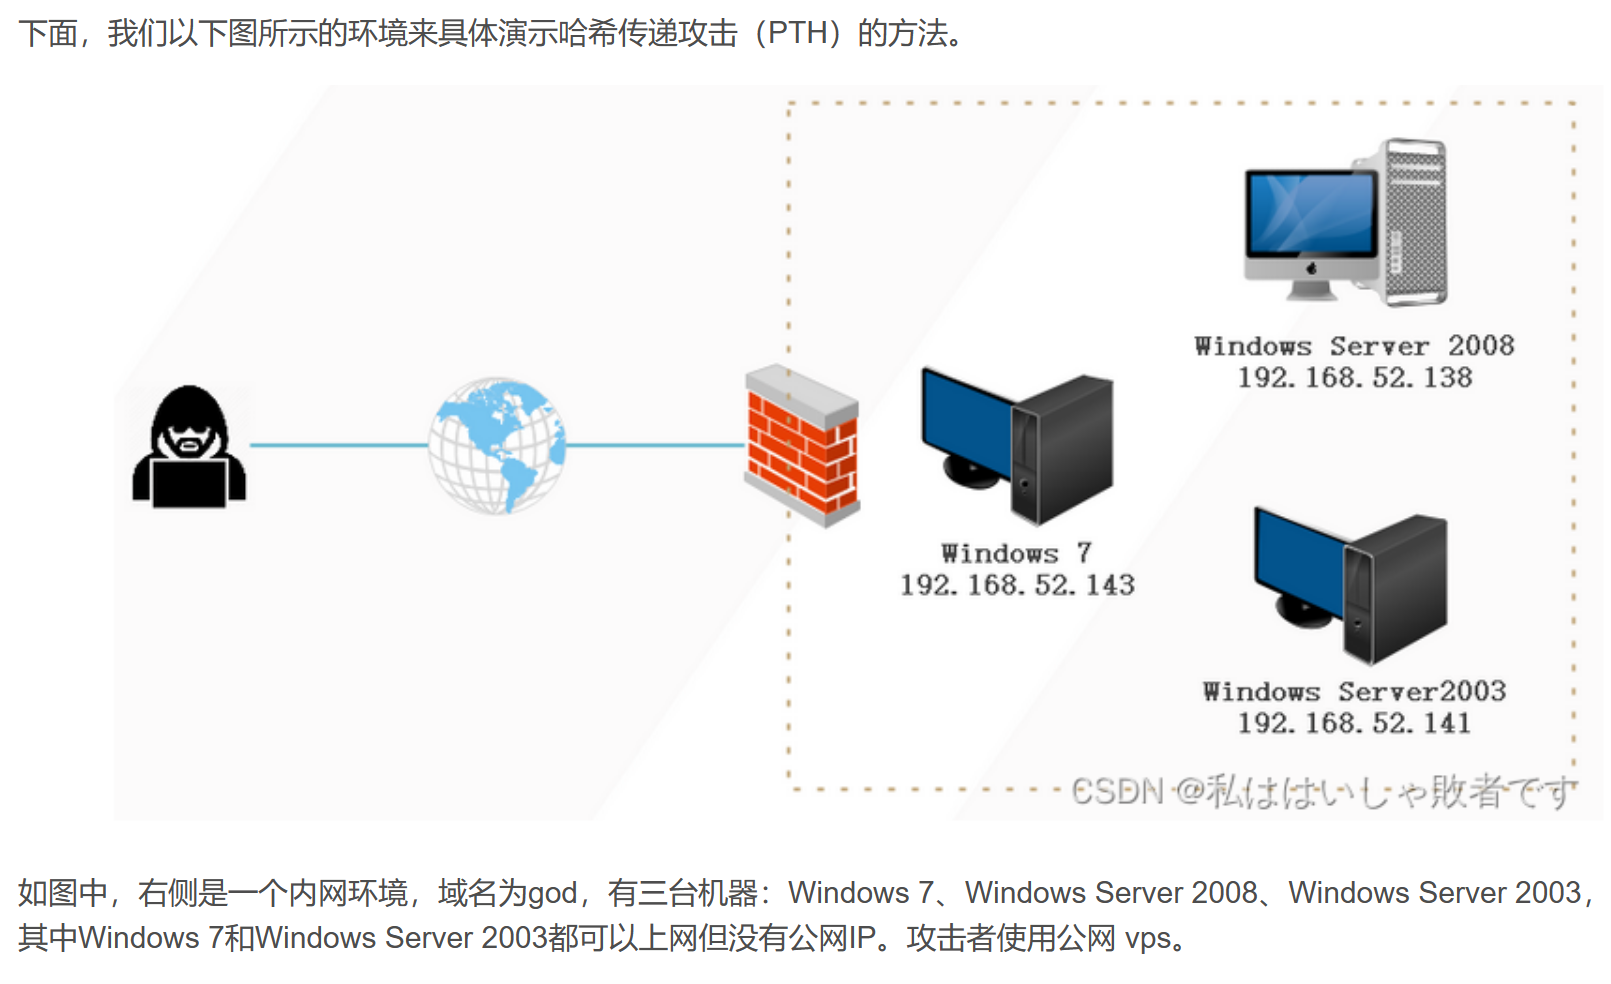 下面，我们以下图所示的环境来具体演示哈希传递攻击（PTH）的方法。
Windows Server 2008
192.168.52.138
Windows 7
192.168.52.143
Windows Server2003
192.168.52.141
CSDN @私ははいしゃ敗者です
如图中，右侧是一个内网环境，域名为god，有三台机器：Windows 7、Windows Server 2008、Windows Server 2003，
其中Windows 7和Windows Server 2003都可以上网但没有公网IP。攻击者使用公网 vps。